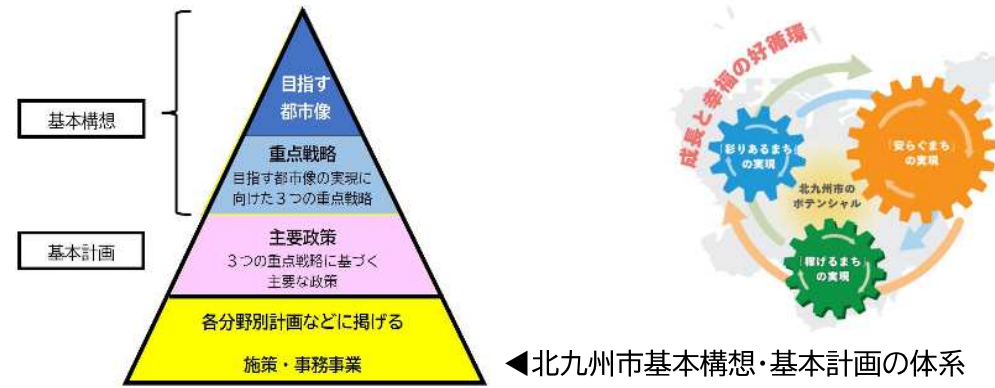 基本構想
基本計画
目指す
都市像
重点戦略
目指す都市像の実現に
向けた３つの重点戦略
主要政策
３つの重点戦略に基づく
主要な政策
各分野別計画などに掲げる
施策・事務事業
成長と幸福の好循環
「彩りあるまち」
の実現
「安らぐまち」
の実現
北九州市の
ポテンシャル
「稼げるまち」
の実現
◀北九州市基本構想・基本計画の体系